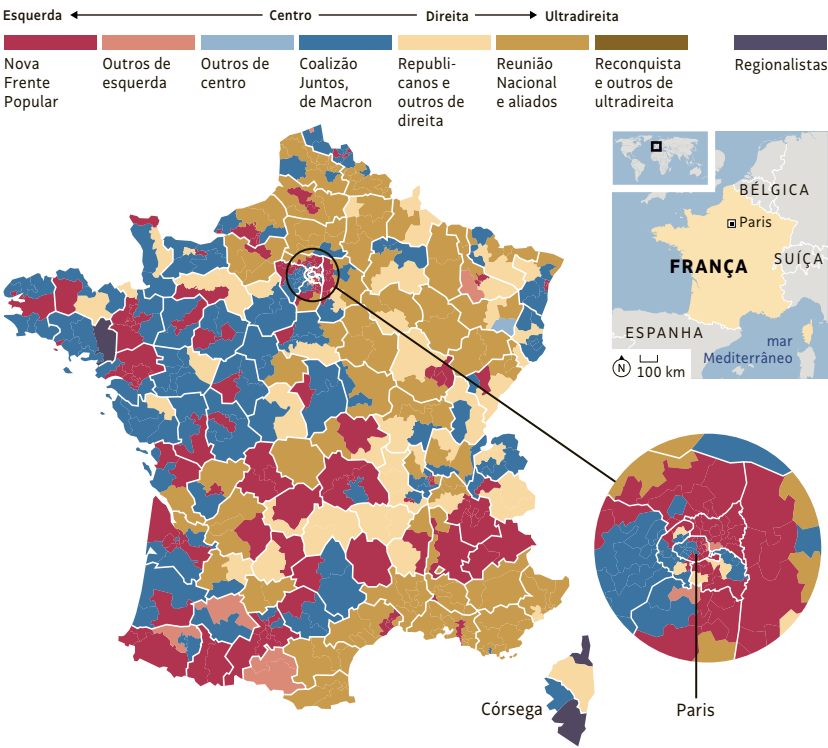 Esquerda Centro Direita Ultradireita
Nova
Frente
Popular
Outros de
esquerda
Outros de
centro
Coalizão
Juntos,
de Macron
Republi-
canos e
outros de
direita
Reunião
Nacional
e aliados
Reconquista
e outros de
ultradireita
Regionalistas
BÉLGICA
Paris
SUÍÇA
FRANÇA
ESPANHA
mar
Mediterrâneo
N
100 km
Córsega
Paris